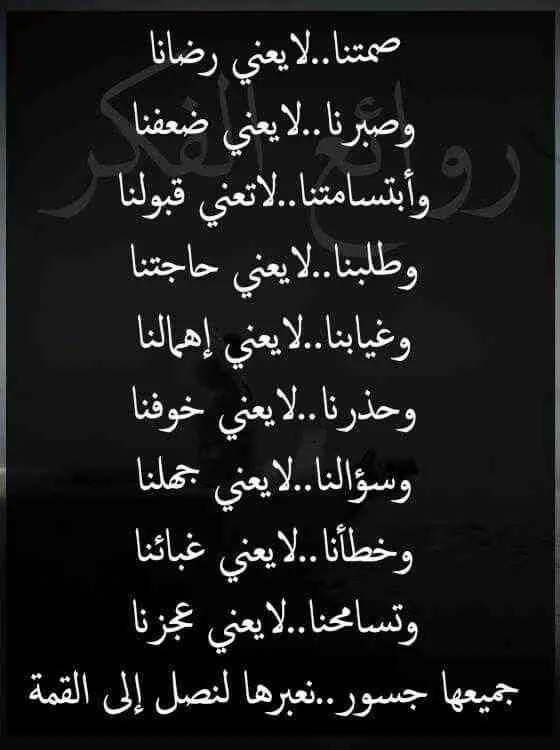 صمتنا..لايعني رضانا
وصبرنا..لايعني ضعفنا
وأبتسامتنا..لاتعني قبولنا
وطلبنا..لايعني حاجتنا
وغيابنا..لايعني إهمالنا
وحذرنا..لايعني خوفنا
وسؤالنا..لايعني جهلنا
وخطأنا..لايعني غبائنا
وتسامحنا..لايعني عجزنا
جميعها جسور..نعبرها لنصل إلى القمة
روائع الفكر